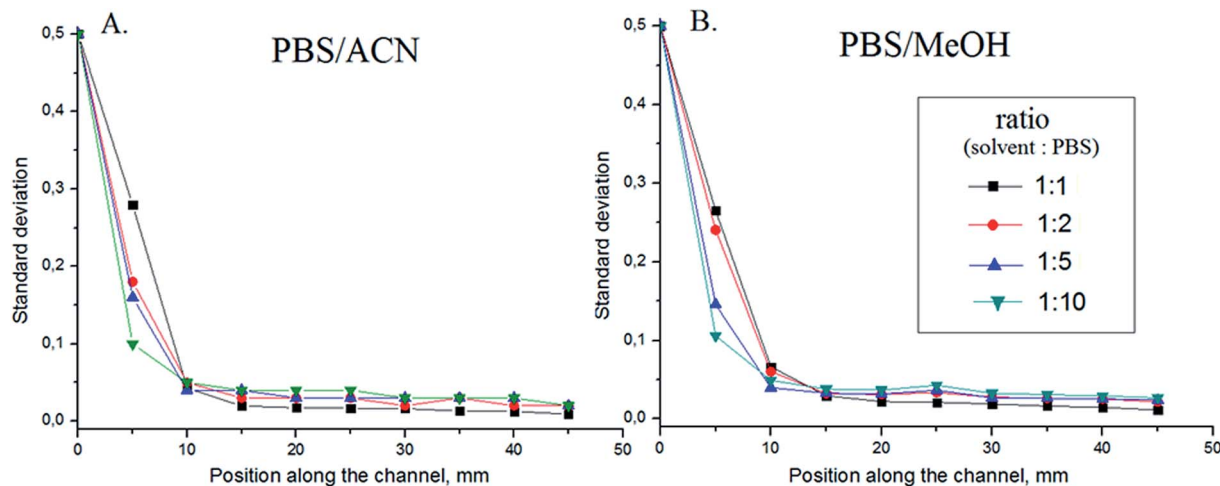 A.
PBS/ACN
0,5
0,4
0,3
0,2
0,1
0,0
Standard deviation
0
10
20
30
40
50
Position along the channel, mm
B.
PBS/MeOH
0,5
0,4
0,3
0,2
0,1
0,0
Standard deviation
0
10
20
30
40
50
Position along the channel, mm
ratio
(solvent : PBS)
1:1
1:2
1:5
1:10